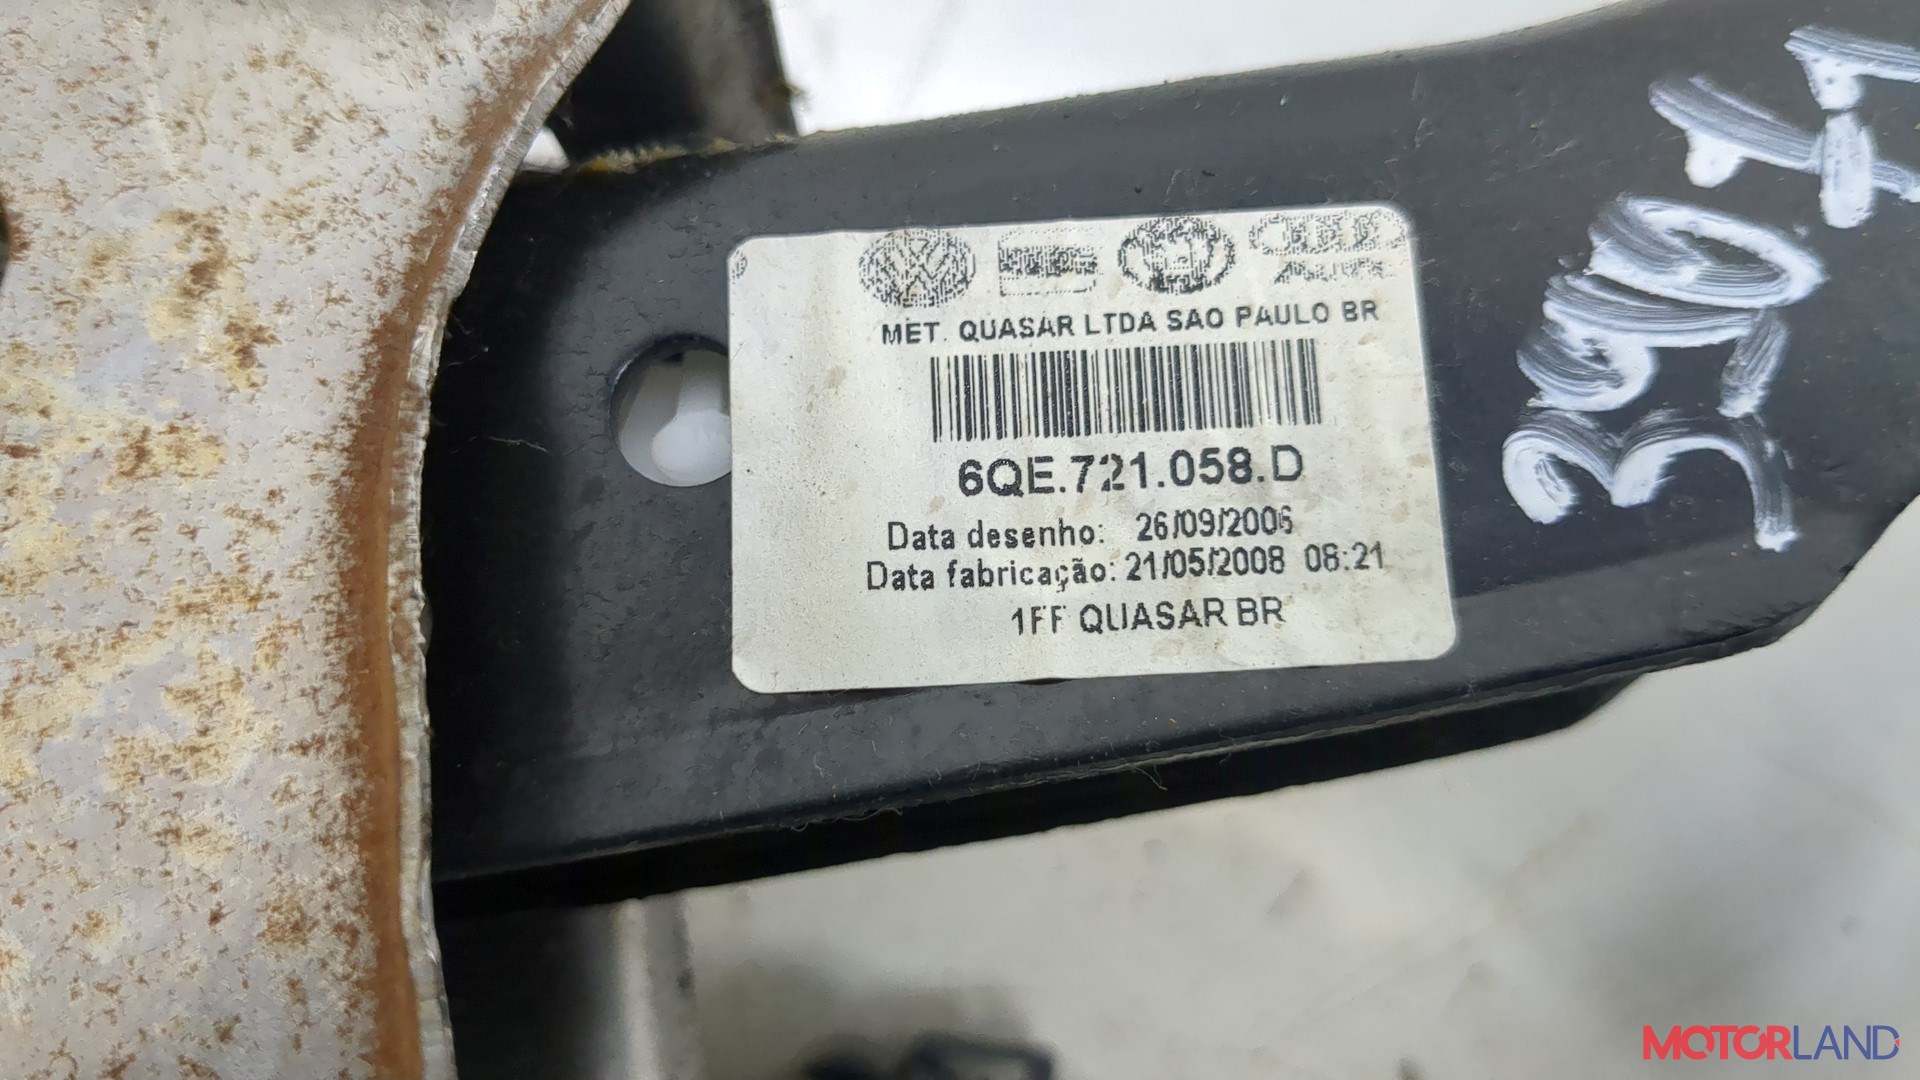 MET. QUASAR LTDA SAO PAULO BR
6QE.721.058.D
Data desenho: 26/09/2006
Data fabricação: 21/05/2008 08:21
1FF QUASAR BR
MOTORLAND